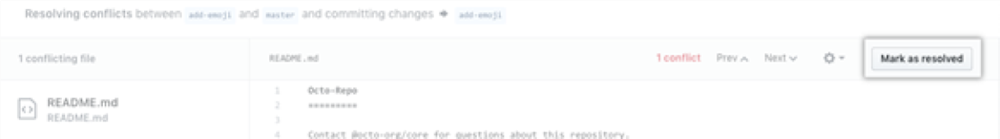 Resolving conflicts between add-emoji and master and committing changes → add-emoji
1 conflicting file
README.md
1 conflict Prev Next
Mark as resolved
README.md
README.md
1 Octo-Repo
2 =========
3
4 Contact @octo-org/core for questions about this repository.